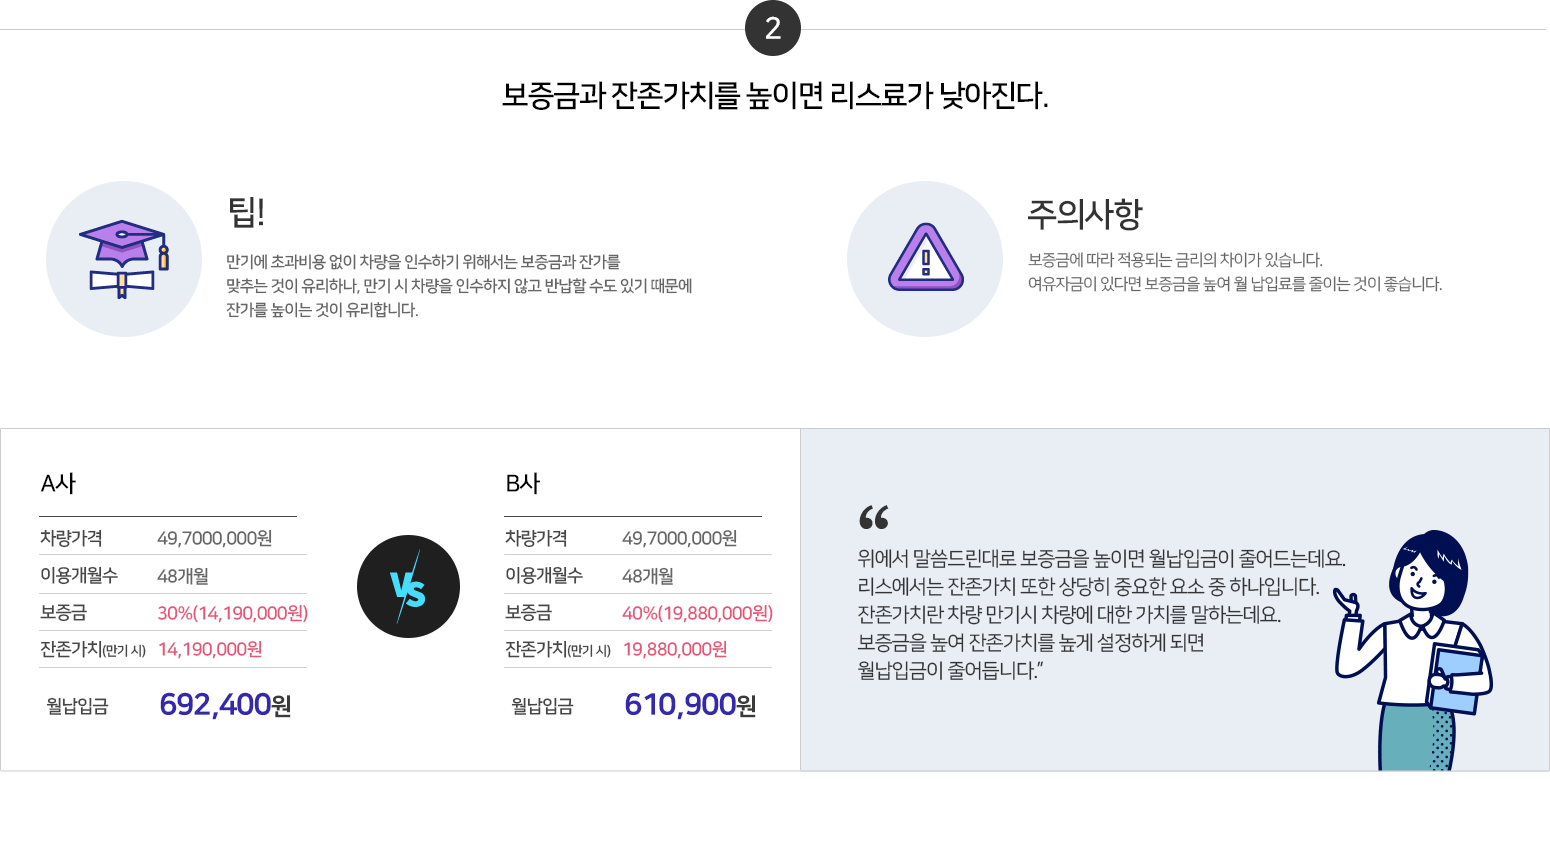 2
보증금과 잔존가치를 높이면 리스료가 낮아진다.
팁!
만기에 초과비용 없이 차량을 인수하기 위해서는 보증금과 잔가를
맞추는 것이 유리하나, 만기 시 차량을 인수하지 않고 반납할 수도 있기 때문에
잔가를 높이는 것이 유리합니다.
주의사항
보증금에 따라 적용되는 금리의 차이가 있습니다.
여유자금이 있다면 보증금을 높여 월 납입료를 줄이는 것이 좋습니다.
A사
차량가격 49,7000,000원
이용개월수 48개월
보증금 30%(14,190,000원)
잔존가치(만기 시) 14,190,000원
월납입금 692,400원
VS
B사
차량가격 49,7000,000원
이용개월수 48개월
보증금 40%(19,880,000원)
잔존가치(만기 시) 19,880,000원
월납입금 610,900원
“
위에서 말씀드린대로 보증금을 높이면 월납입금이 줄어드는데요.
리스에서는 잔존가치 또한 상당히 중요한 요소 중 하나입니다.
잔존가치란 차량 만기시 차량에 대한 가치를 말하는데요.
보증금을 높여 잔존가치를 높게 설정하게 되면
월납입금이 줄어듭니다.”